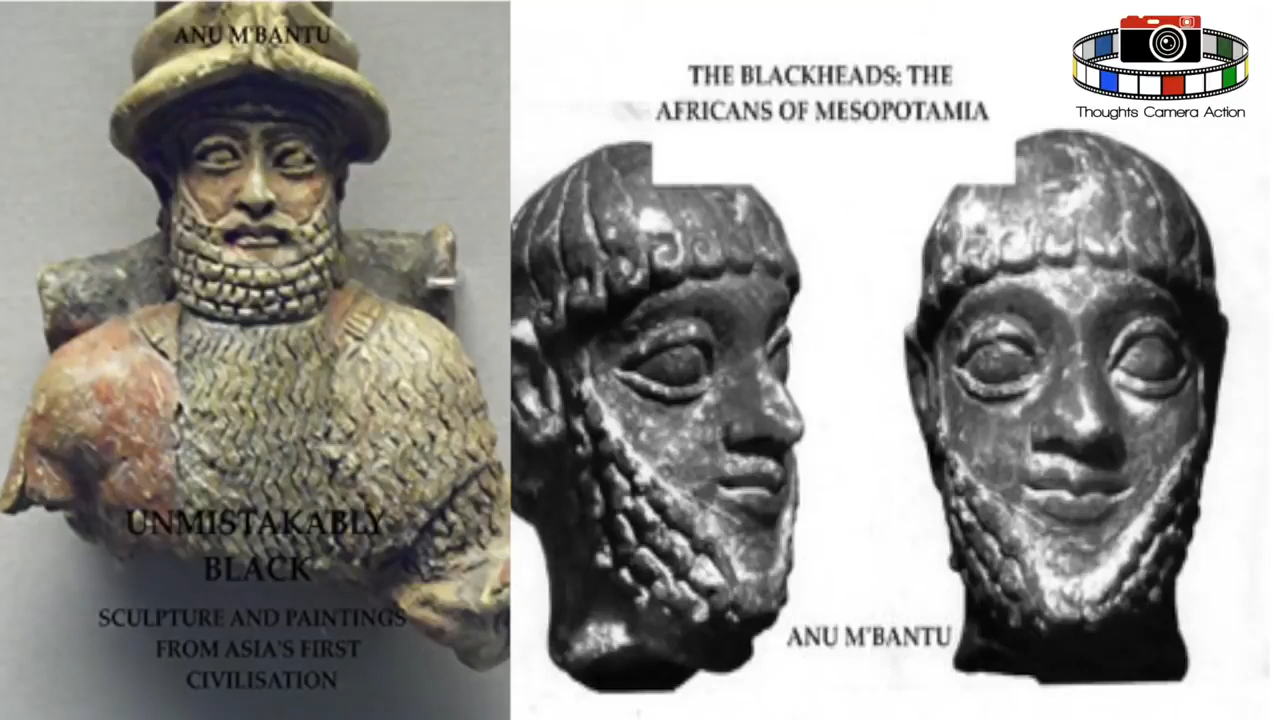 ANU M'BANTU
UNMISTAKABLY
BLACK
SCULPTURE AND PAINTINGS
FROM ASIA'S FIRST
CIVILISATION
THE BLACKHEADS: THE
AFRICANS OF MESOPOTAMIA
ANU M'BANTU
Thoughts Camera Action